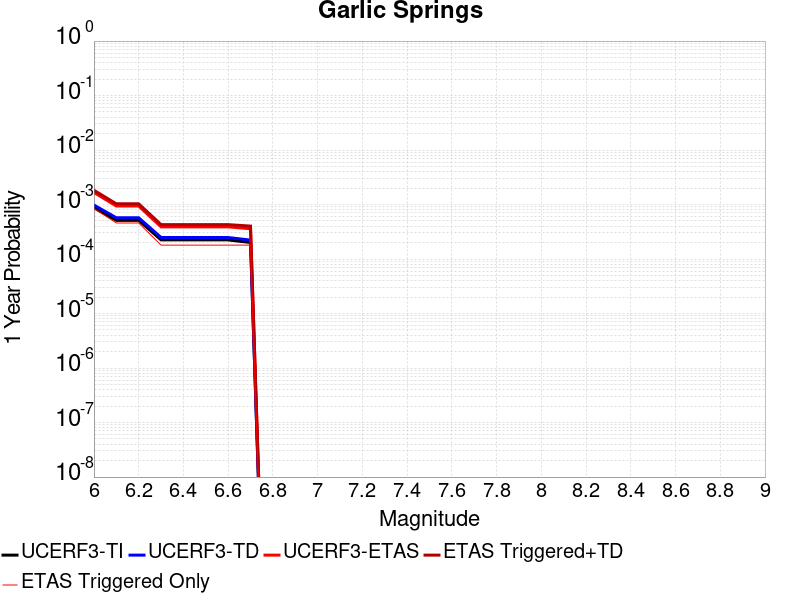 Garlic Springs
1 Year Probability
10^0
10^-1
10^-2
10^-3
10^-4
10^-5
10^-6
10^-7
10^-8
6 6.2 6.4 6.6 6.8 7 7.2 7.4 7.6 7.8 8 8.2 8.4 8.6 8.8 9
Magnitude
UCERF3-TI UCERF3-TD UCERF3-ETAS ETAS Triggered+TD
ETAS Triggered Only